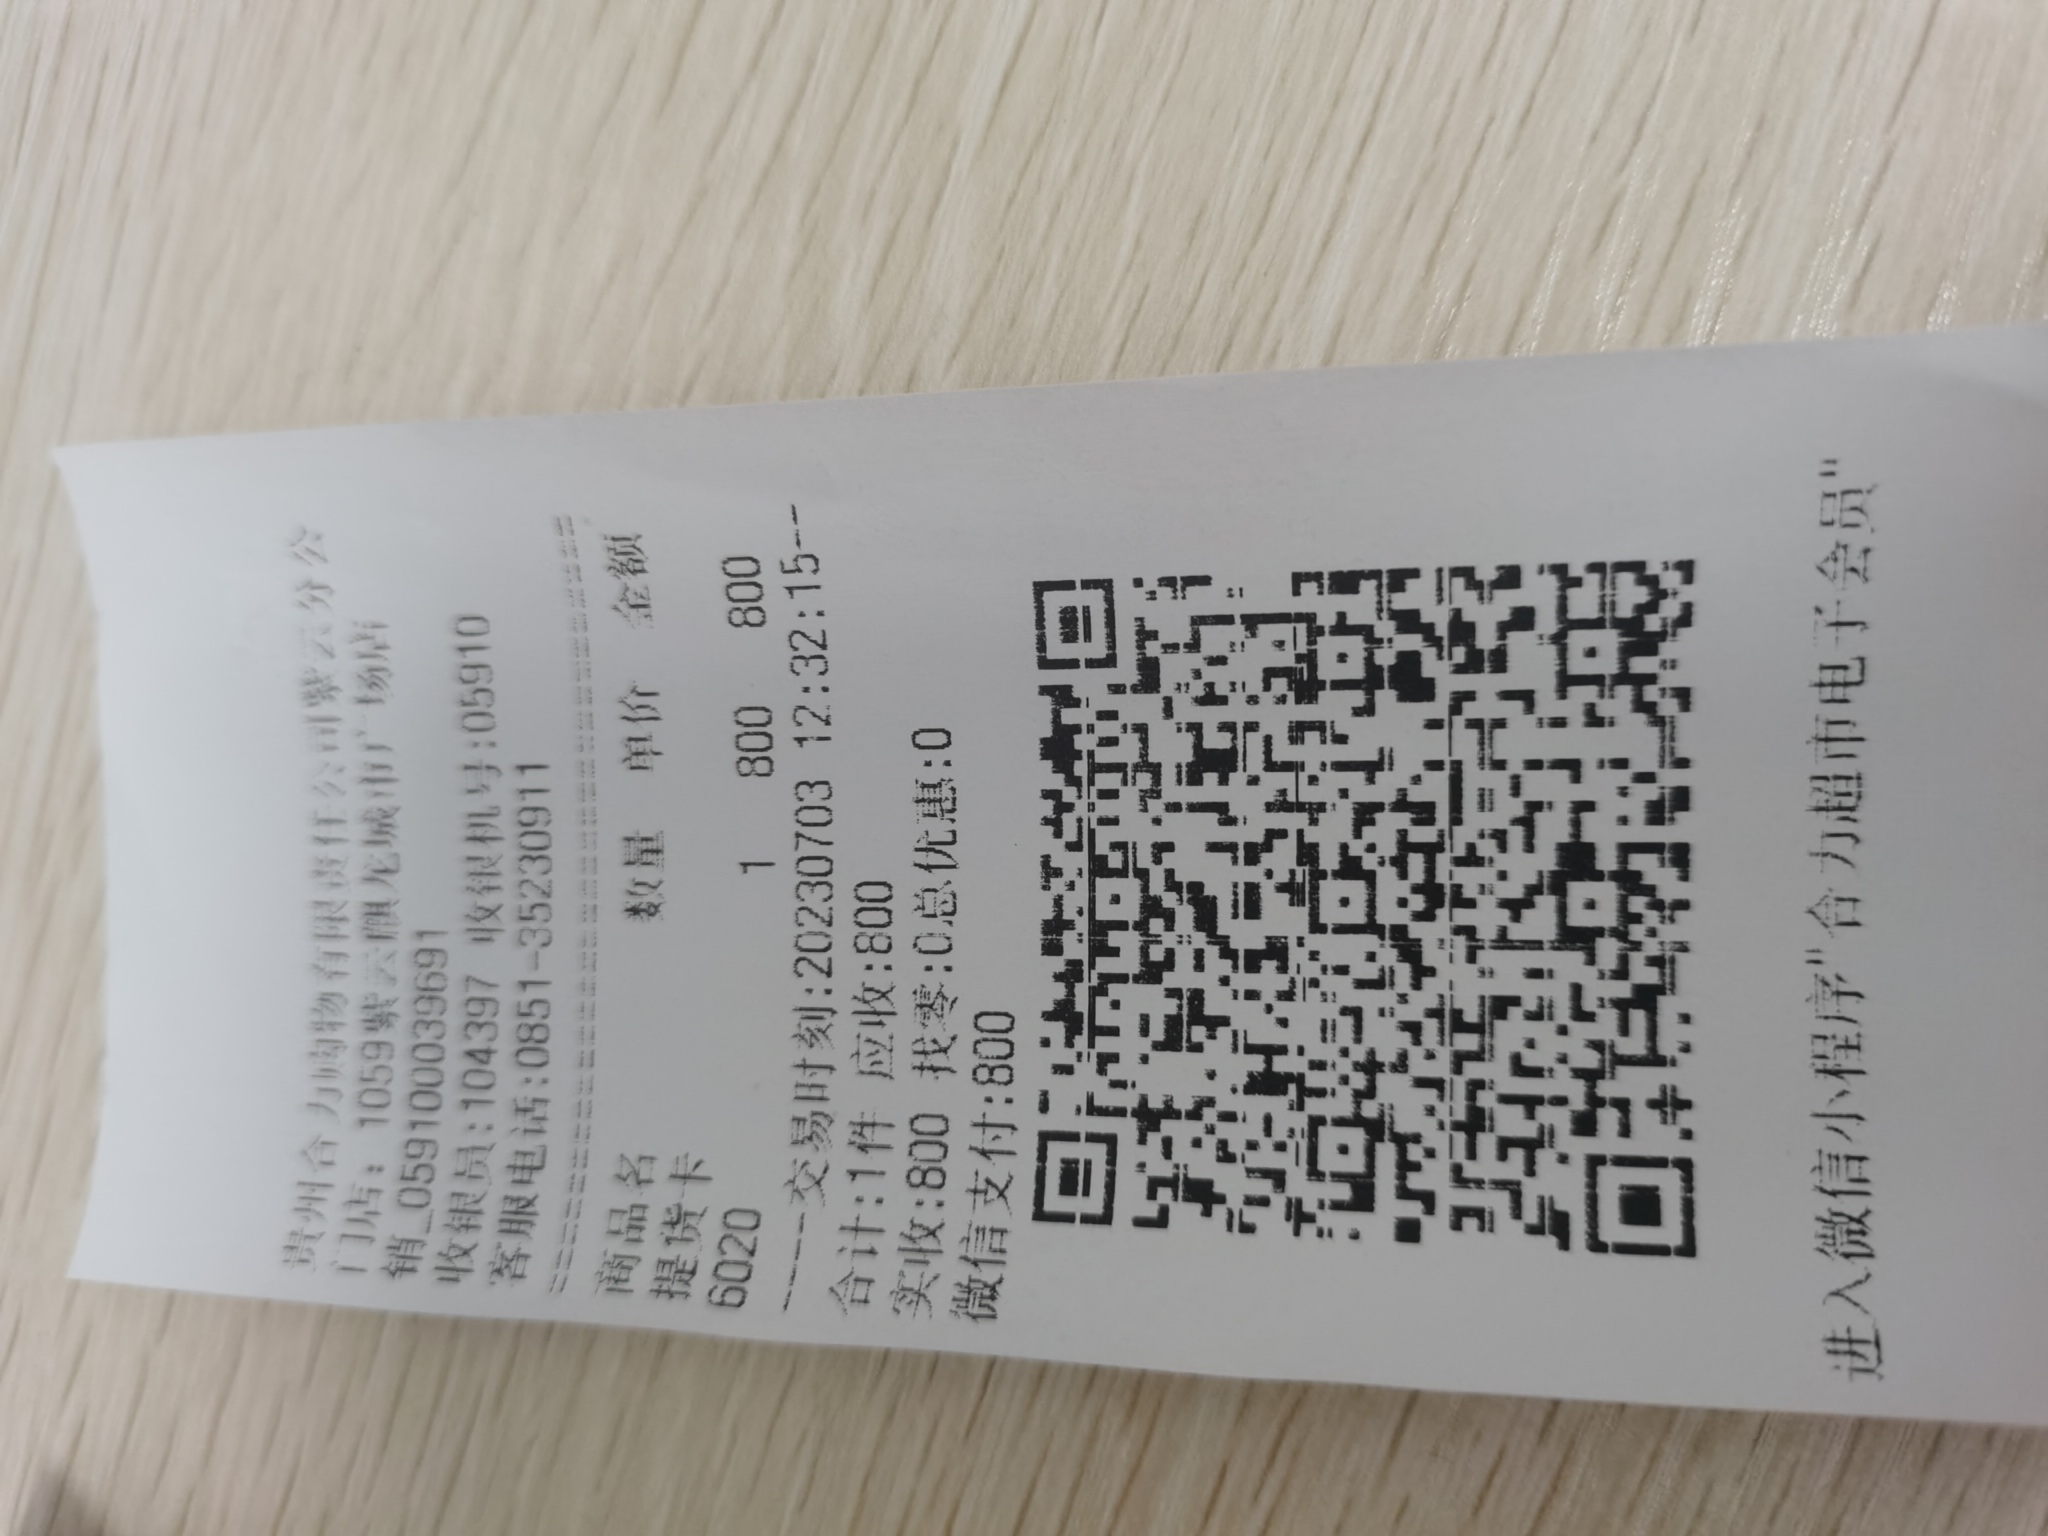 贵州合力购物有限责任公司紫云分公
门店：1059紫云麒龙城市广场店
销_0591000039691
收银员:104397 收银机号:05910
客服电话:0851-35230911
商品名 数量 单价 金额
提货卡
6020 1 800 800
----交易时刻:20230703 12:32:15--
合计:1件 应收:800
实收:800 找零:0总优惠:0
微信支付:800
进入微信小程序"合力超市电子会员"